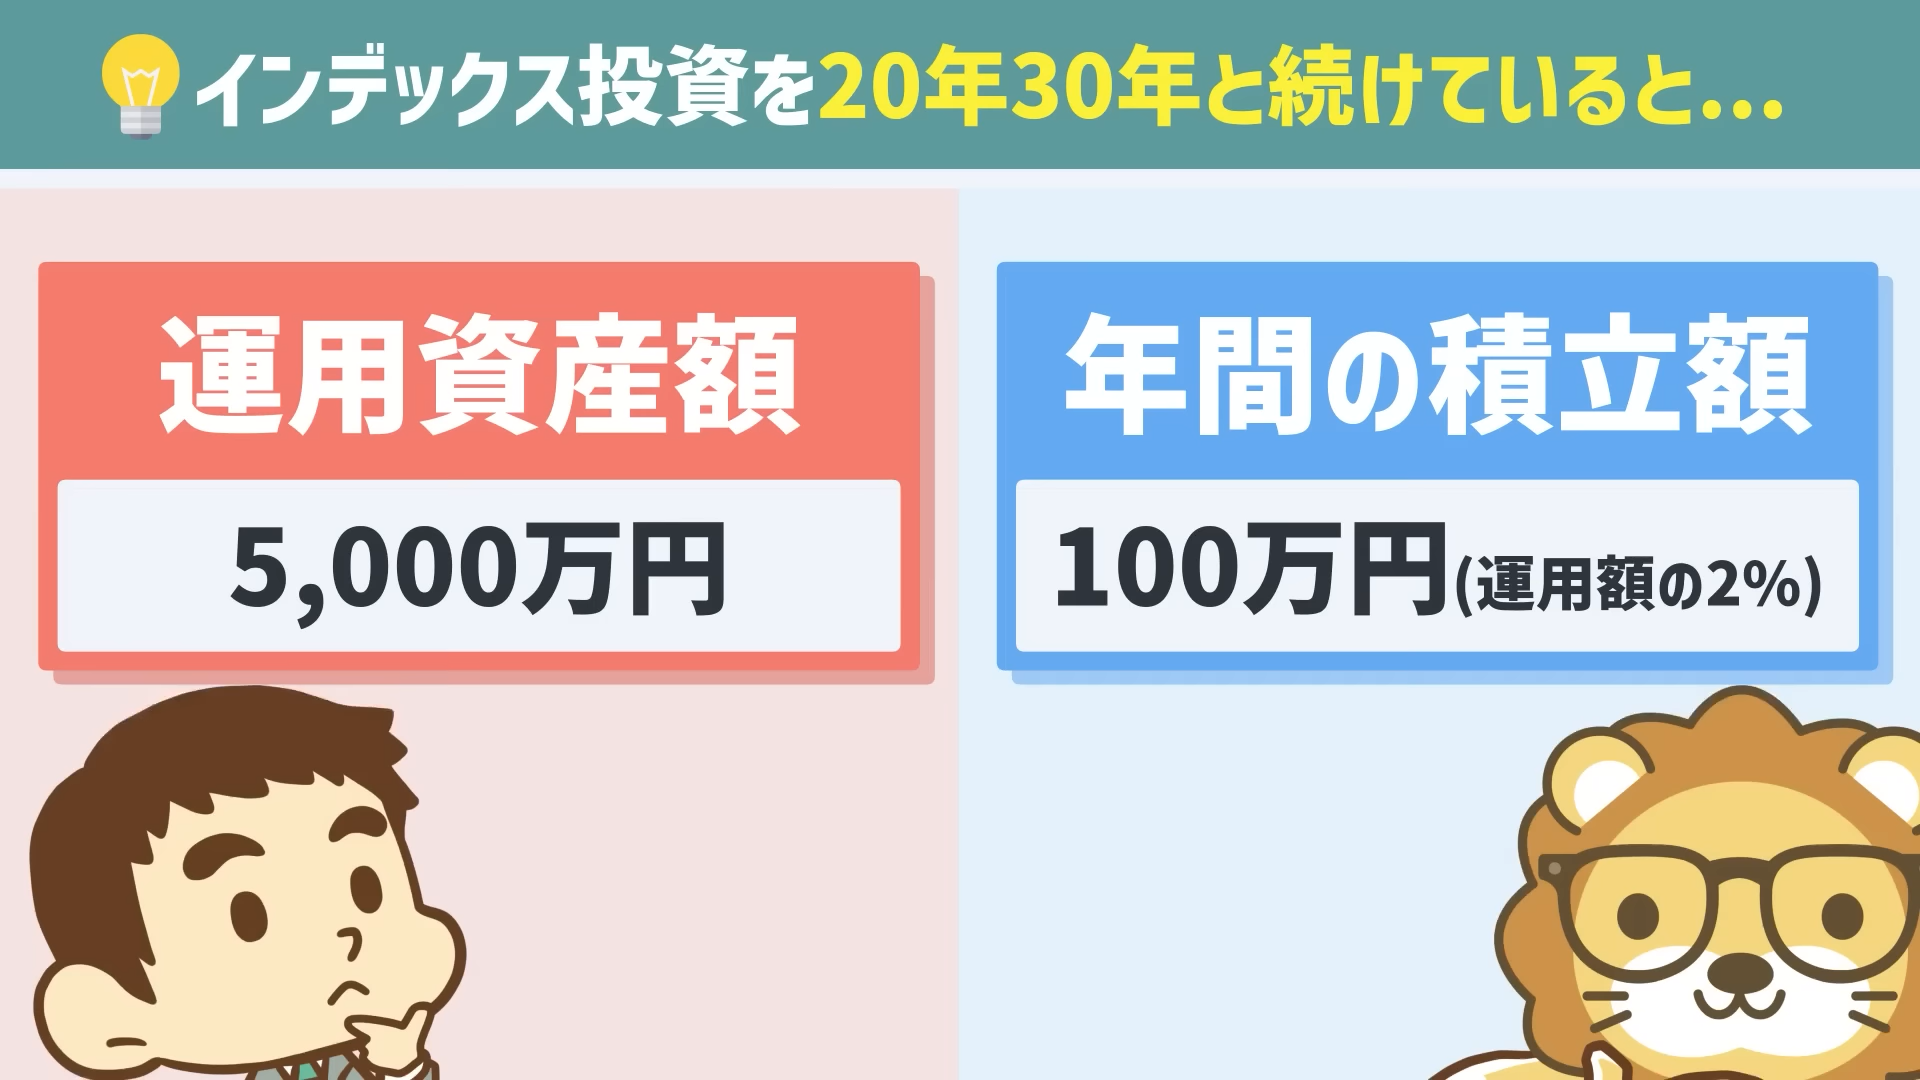 インデックス投資を20年30年と続けていると...
運用資産額
5,000万円
年間の積立額
100万円(運用額の2%)